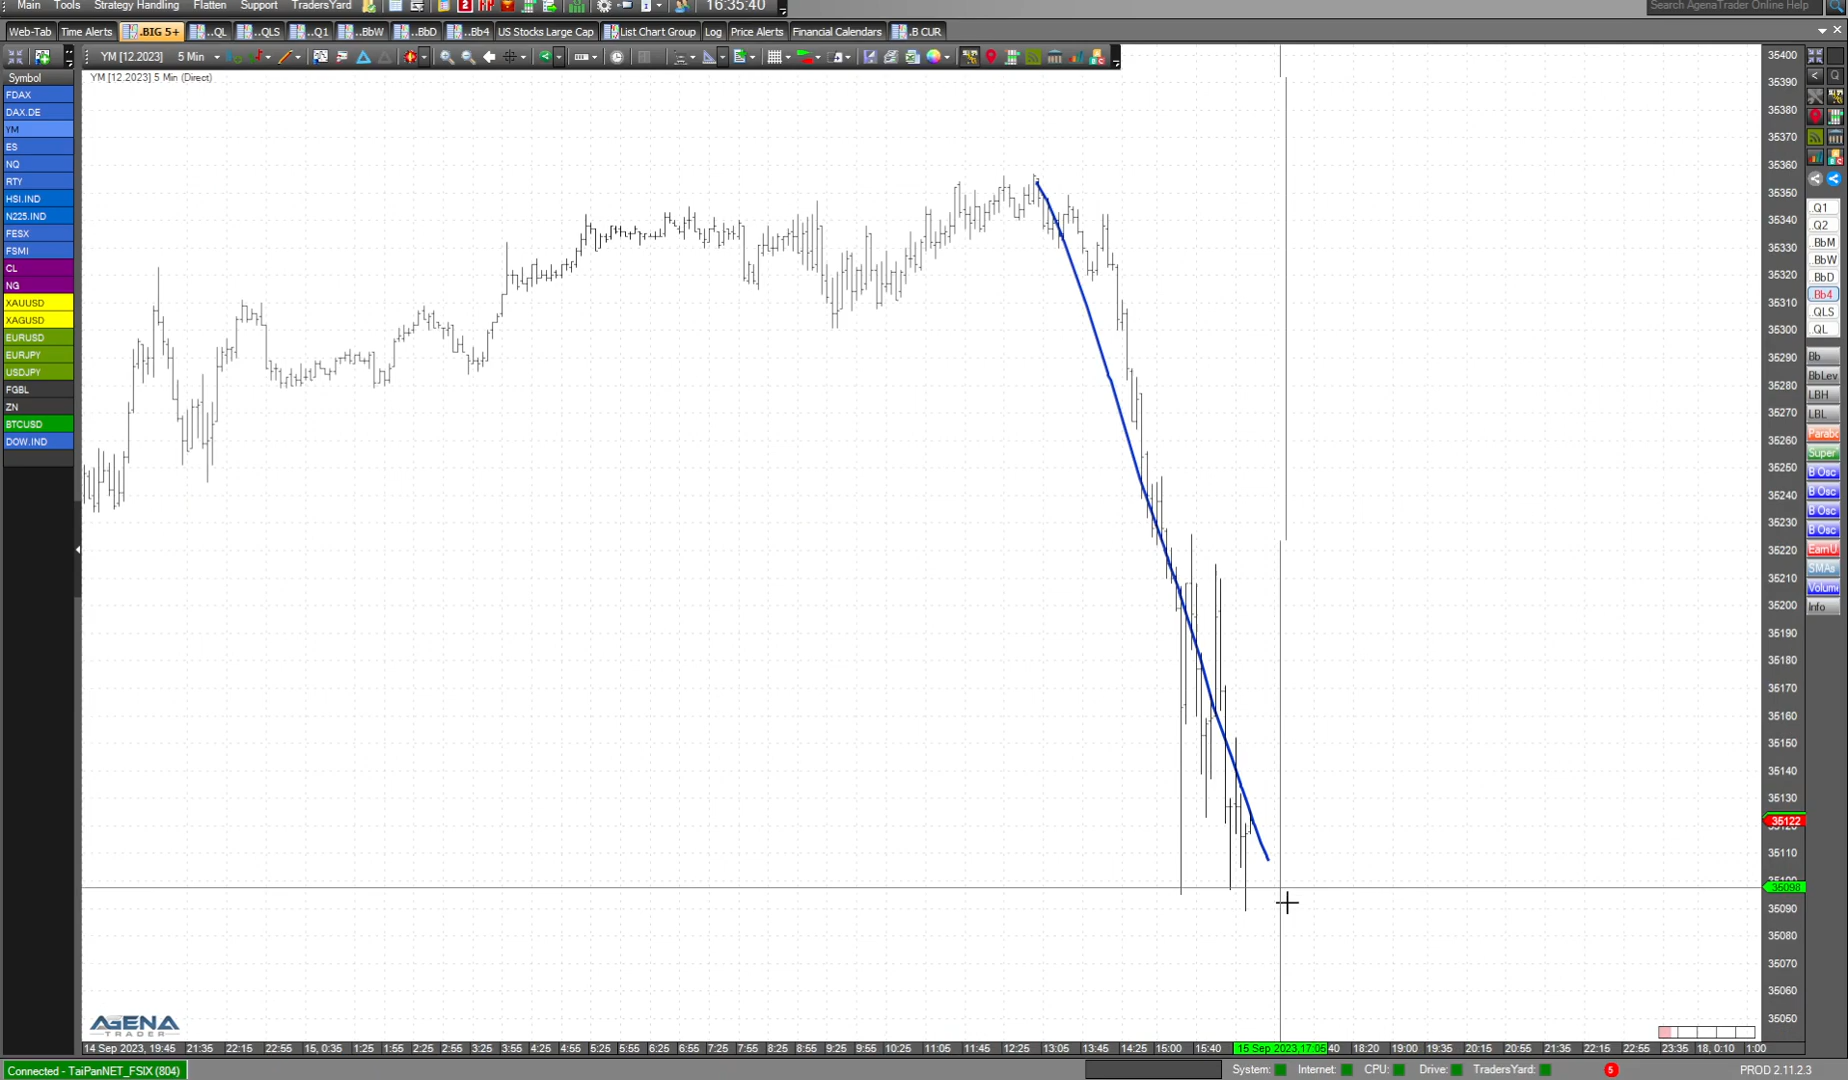 Main Tools Strategy Handling Flatten Support TradersYard 16:35:40 Search AgenaTrader Online Help
Web-Tab Time Alerts .BIG 5+ ..QL ..QLS ..Q1 ..BbW ..BbD ..Bb4 US Stocks Large Cap List Chart Group Log Price Alerts Financial Calendars .B CUR
YM [12.2023] 5 Min
YM [12.2023] 5 Min (Direct)
Symbol
FDAX
DAX.DE
YM
ES
NQ
RTY
HSI.IND
N225.IND
FESX
FSMI
CL
NG
XAUUSD
XAGUSD
EURUSD
EURJPY
USDJPY
FGBL
ZN
BTCUSD
DOW.IND
35400
35390
35380
35370
35360
35350
35340
35330
35320
35310
35300
35290
35280
35270
35260
35250
35240
35230
35220
35210
35200
35190
35180
35170
35160
35150
35140
35130
35122
35110
35098
35090
35080
35070
35060
35050
..Q1
..Q2
..BbM
..BbW
..BbD
..Bb4
..QLS
..QL
Bb
BbLev
LBH
LBL
Parabo
Super
B Osc
B Osc
B Osc
B Osc
EarnU
SMAs
Volum
Info
AGENA
TRADER
14 Sep 2023, 19:45 21:35 22:15 22:55 15, 0:35 1:25 1:55 2:25 2:55 3:25 3:55 4:25 4:55 5:25 5:55 6:25 6:55 7:25 7:55 8:25 8:55 9:25 9:55 10:25 11:05 11:45 12:25 13:05 13:45 14:25 15:00 15:40 15 Sep 2023,17:05 40 18:20 19:00 19:35 20:15 20:55 21:35 22:15 22:55 23:35 18, 0:10 1:00
Connected - TaiPanNET_FSIX (804) System: Internet: CPU: Drive: TradersYard: 5 PROD 2.11.2.3